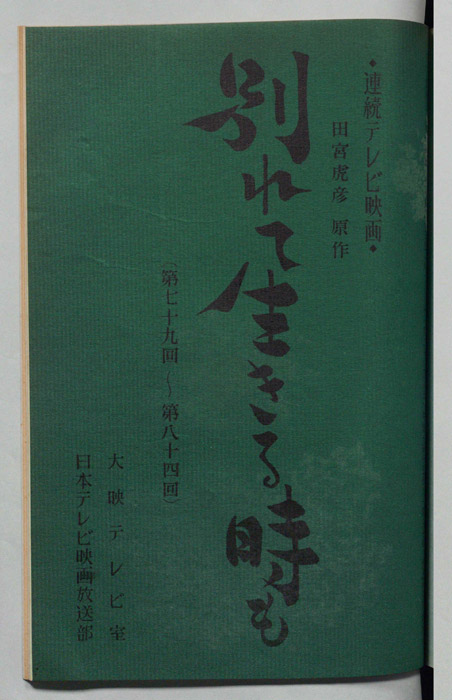 ・連続テレビ映画・
田宮虎彦 原作
別れて生きる時も
（第七十九回〜第八十四回）
大映テレビ室
日本テレビ映画放送部